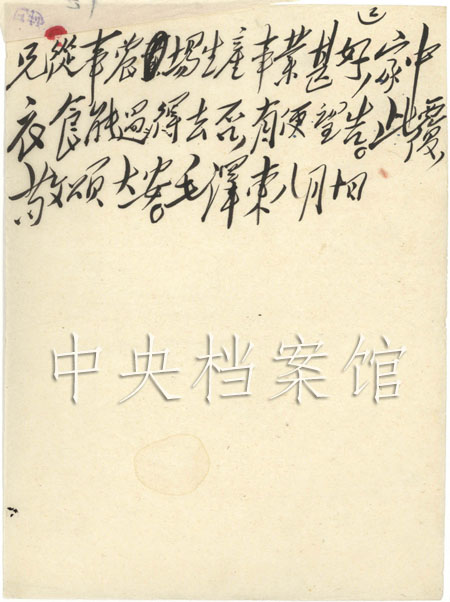 兄從事農場生產事業甚好,家中
衣食能過得去否,有便望告。此覆
敬頌大安。毛澤東八月十四
中央档案馆